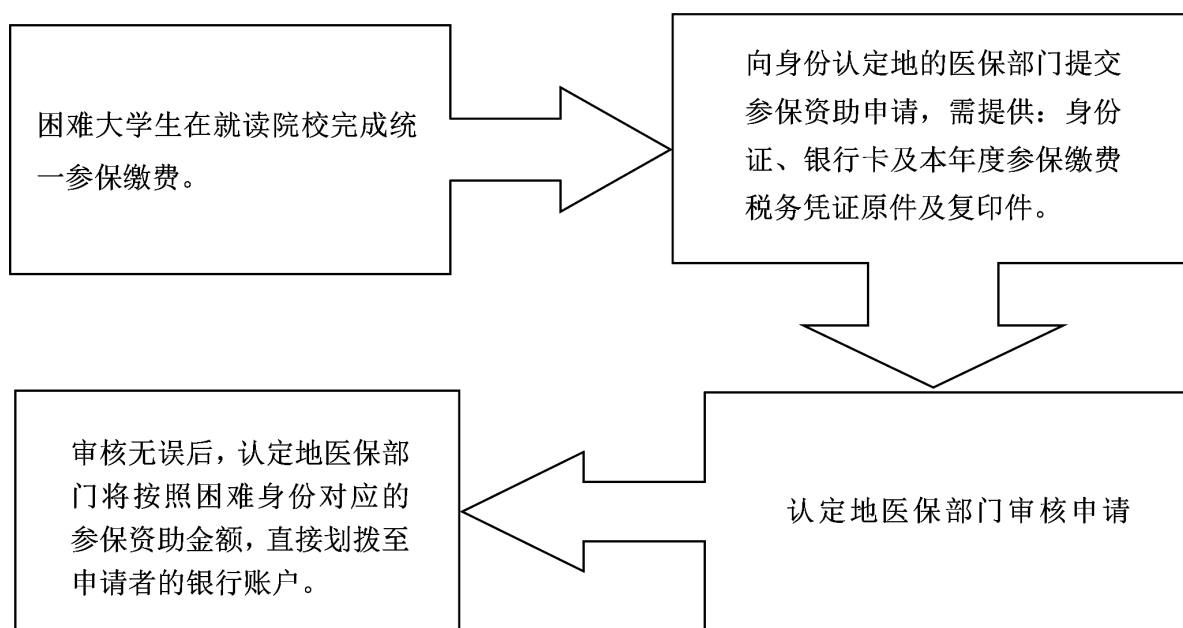 困难大学生在就读院校完成统
一参保缴费。
向身份认定地的医保部门提交
参保资助申请，需提供：身份
证、银行卡及本年度参保缴费
税务凭证原件及复印件。
认定地医保部门审核申请
审核无误后，认定地医保部
门将按照困难身份对应的
参保资助金额，直接划拨至
申请者的银行账户。